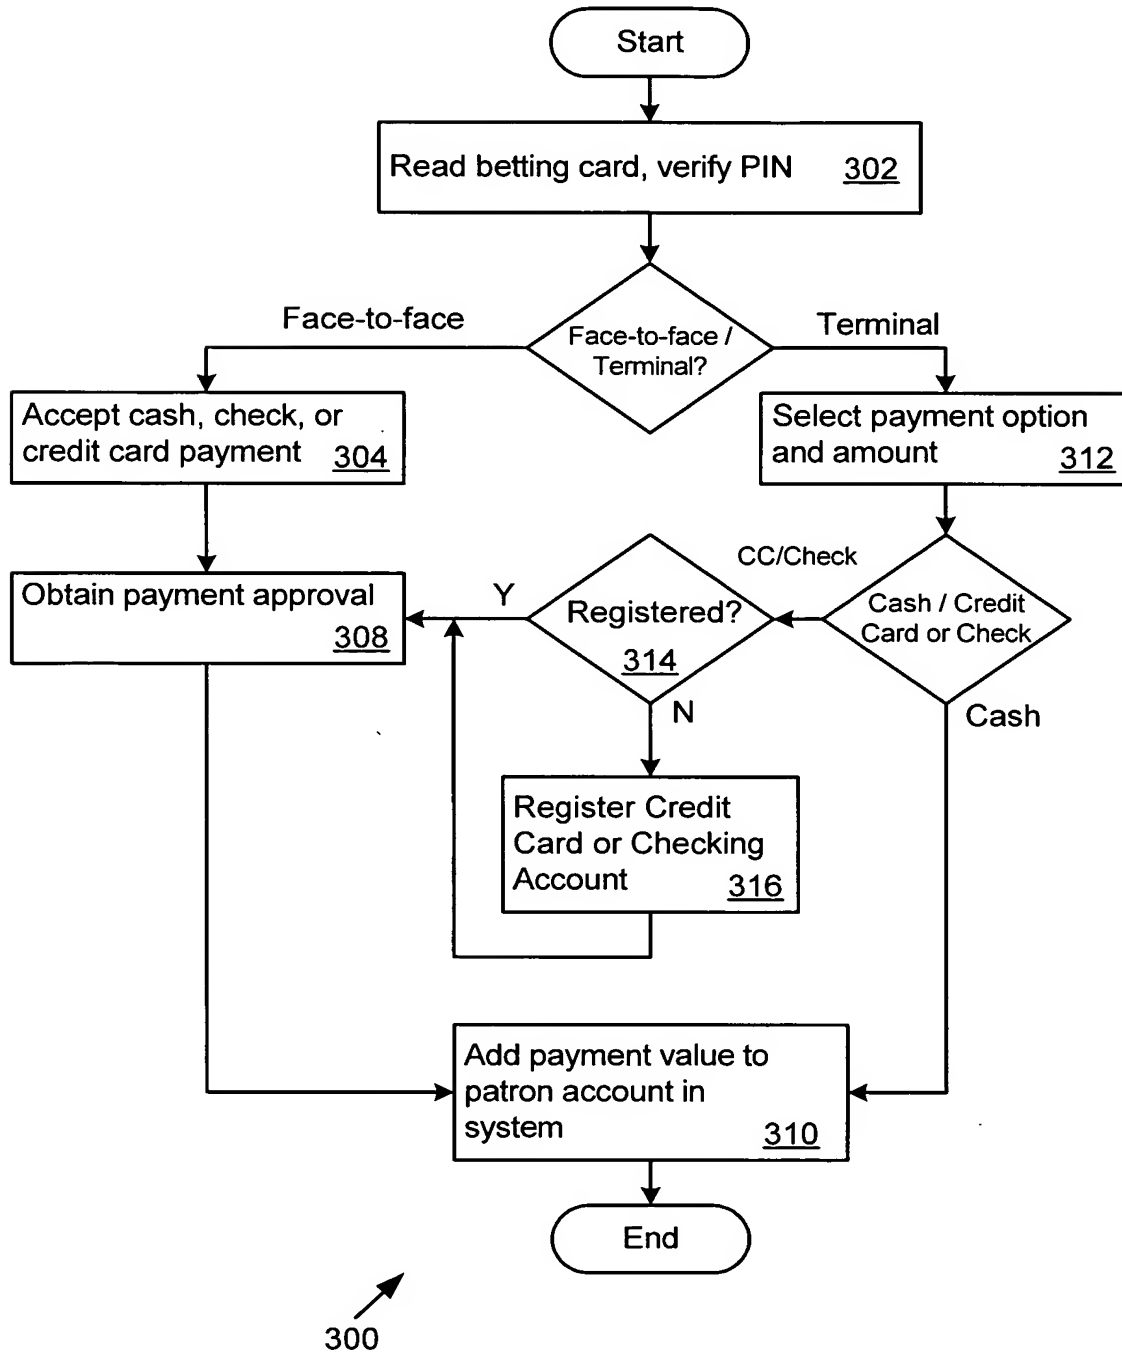 Start
Read betting card, verify PIN 302
Face-to-face
Face-to-face /
Terminal?
Terminal
Accept cash, check, or
credit card payment 304
Select payment option
and amount 312
Obtain payment approval
308
Y
Registered?
314
N
CC/Check
Cash / Credit
Card or Check
Cash
Register Credit
Card or Checking
Account 316
Add payment value to
patron account in
system 310
End
300